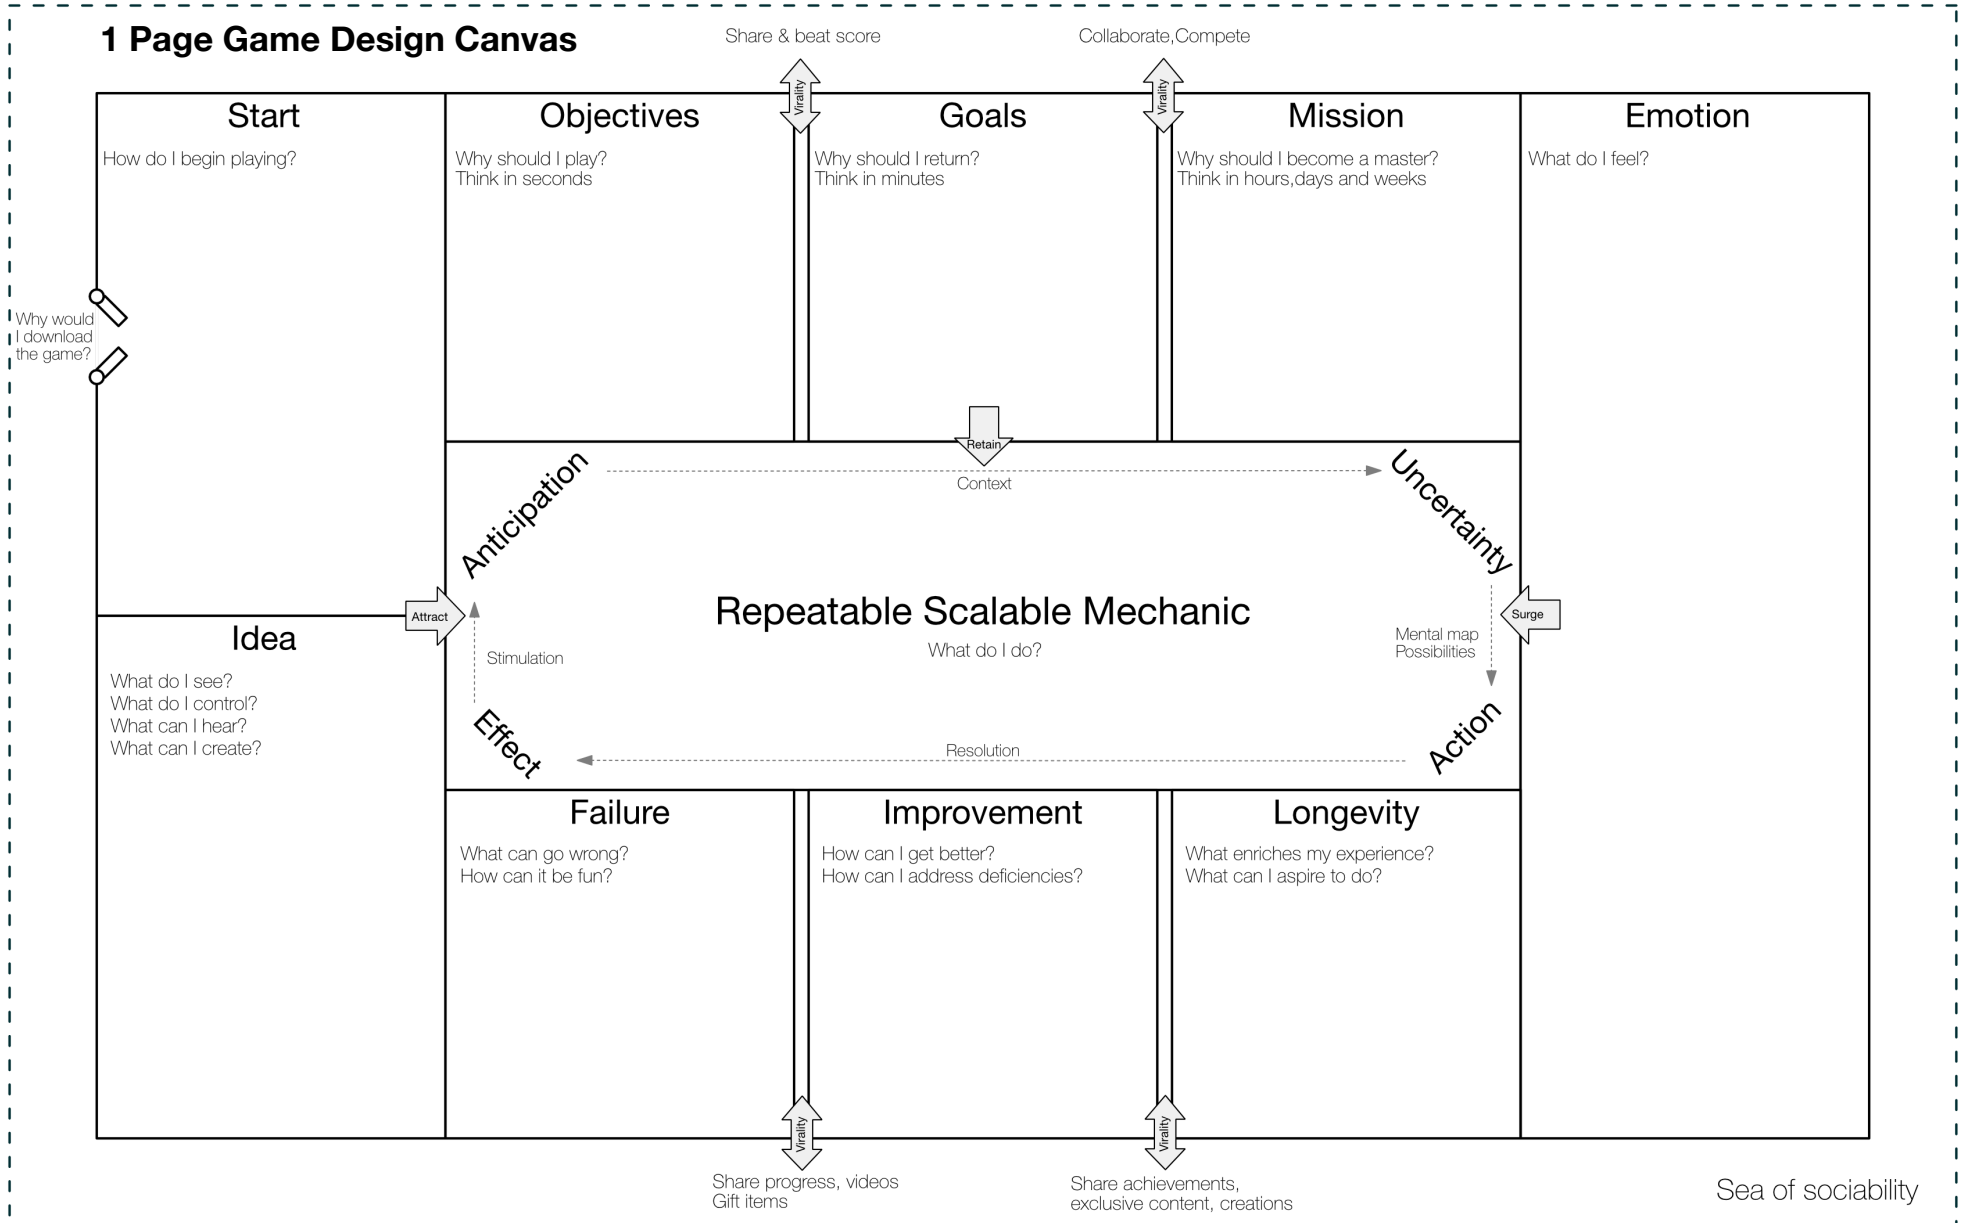 1 Page Game Design Canvas
Share & beat score
Collaborate,Compete
Virality
Virality
Start
How do I begin playing?
Why would
I download
the game?
Objectives
Why should I play?
Think in seconds
Goals
Why should I return?
Think in minutes
Mission
Why should I become a master?
Think in hours,days and weeks
Emotion
What do I feel?
Retain
Context
Anticipation
Uncertainty
Attract
Stimulation
Repeatable Scalable Mechanic
What do I do?
Mental map
Possibilities
Surge
Effect
Resolution
Action
Idea
What do I see?
What do I control?
What can I hear?
What can I create?
Failure
What can go wrong?
How can it be fun?
Improvement
How can I get better?
How can I address deficiencies?
Longevity
What enriches my experience?
What can I aspire to do?
Virality
Virality
Share progress, videos
Gift items
Share achievements,
exclusive content, creations
Sea of sociability